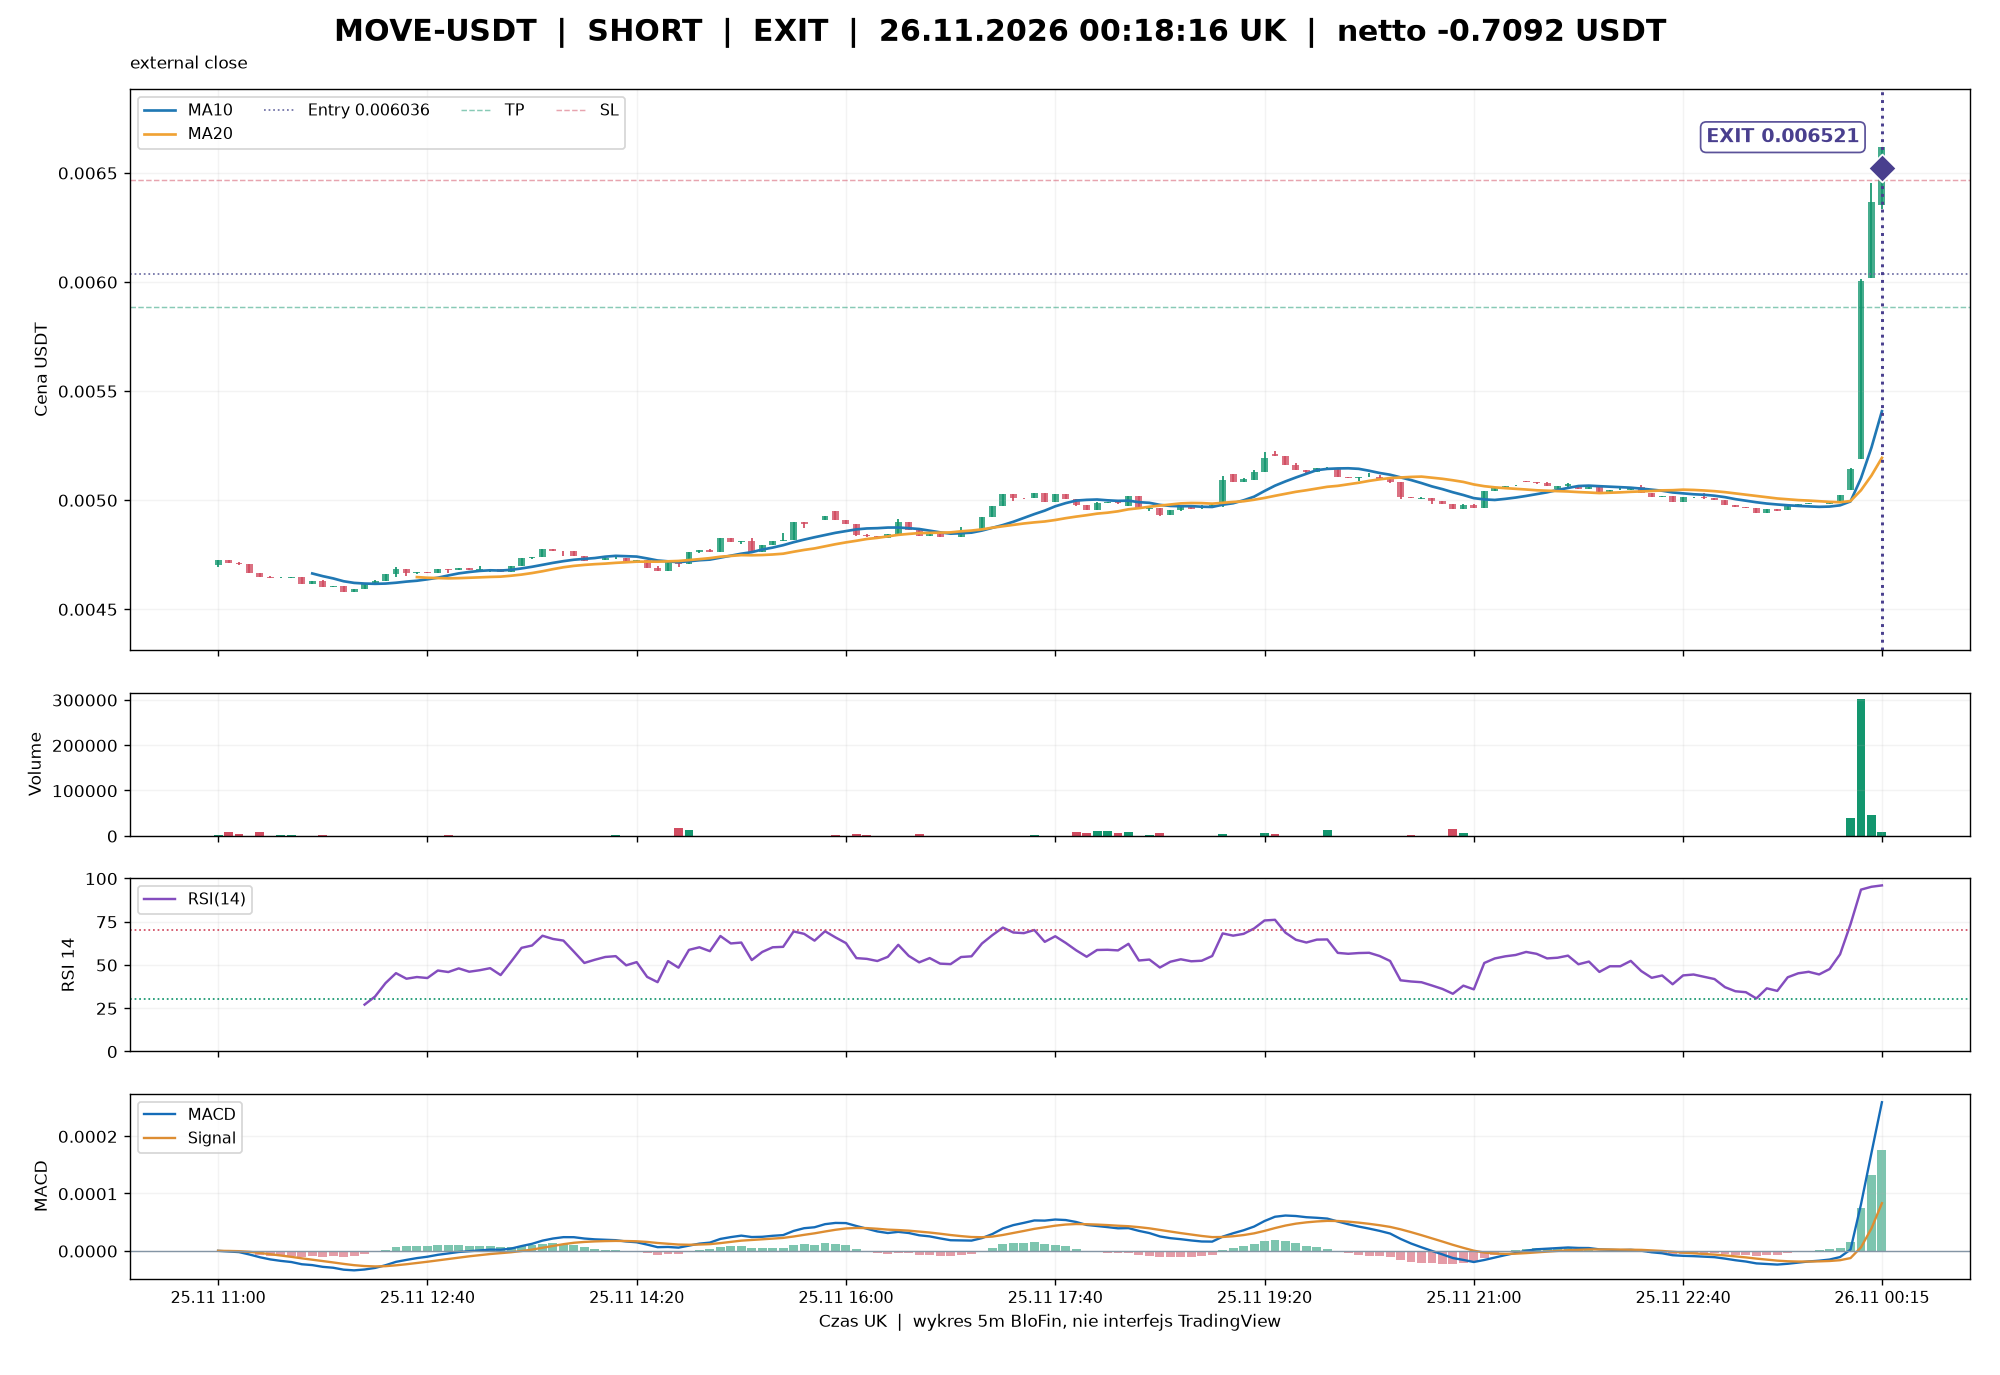 MOVE-USDT | SHORT | EXIT | 26.11.2026 00:18:16 UK | netto -0.7092 USDT
external close
MA10
MA20
Entry 0.006036
TP
SL
EXIT 0.006521
Cena USDT
0.0065
0.0060
0.0055
0.0050
0.0045
Volume
300000
200000
100000
0
RSI(14)
RSI 14
100
75
50
25
0
MACD
Signal
MACD
0.0002
0.0001
0.0000
25.11 11:00 25.11 12:40 25.11 14:20 25.11 16:00 25.11 17:40 25.11 19:20 25.11 21:00 25.11 22:40 26.11 00:15
Czas UK | wykres 5m BloFin, nie interfejs TradingView